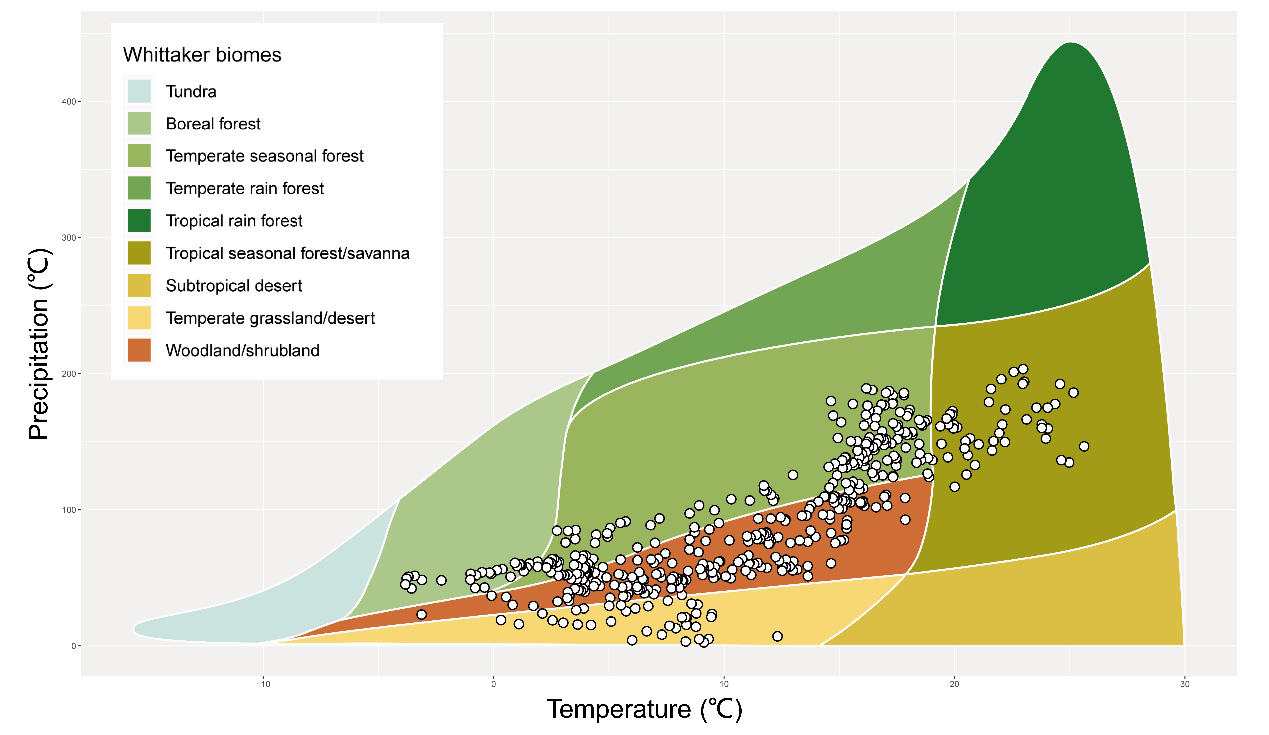 Whittaker biomes
Tundra
Boreal forest
Temperate seasonal forest
Temperate rain forest
Tropical rain forest
Tropical seasonal forest/savanna
Subtropical desert
Temperate grassland/desert
Woodland/shrubland
Precipitation (℃)
400
300
200
100
0
−10
0
10
20
30
Temperature (℃)